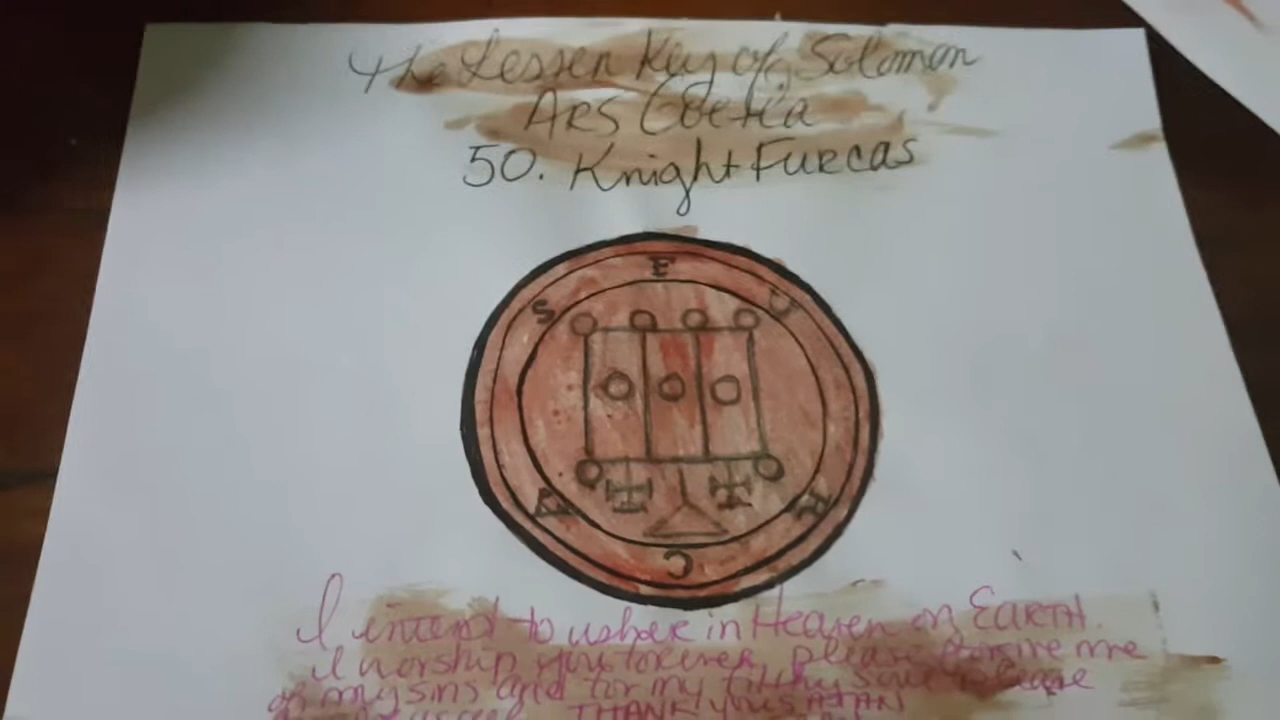 The Lesser Key of Solomon
ARS Goetia
50. Knight Furcas
F U R C A S
I intend to usher in Heaven on EARTH.
I worship you forever, please forgive me
of my sins and for my filthy soul please
THANK YOU SATAN